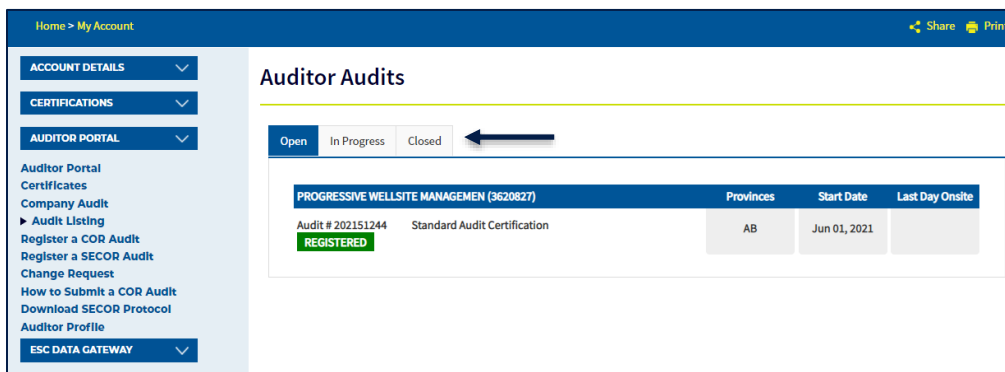 Home > My Account
Share Print
ACCOUNT DETAILS
CERTIFICATIONS
AUDITOR PORTAL
Auditor Portal
Certificates
Company Audit
Audit Listing
Register a COR Audit
Register a SECOR Audit
Change Request
How to Submit a COR Audit
Download SECOR Protocol
Auditor Profile
ESC DATA GATEWAY
Auditor Audits
Open In Progress Closed
PROGRESSIVE WELLSITE MANAGEMEN (3620827) Provinces Start Date Last Day Onsite
Audit # 202151244 Standard Audit Certification AB Jun 01, 2021
REGISTERED